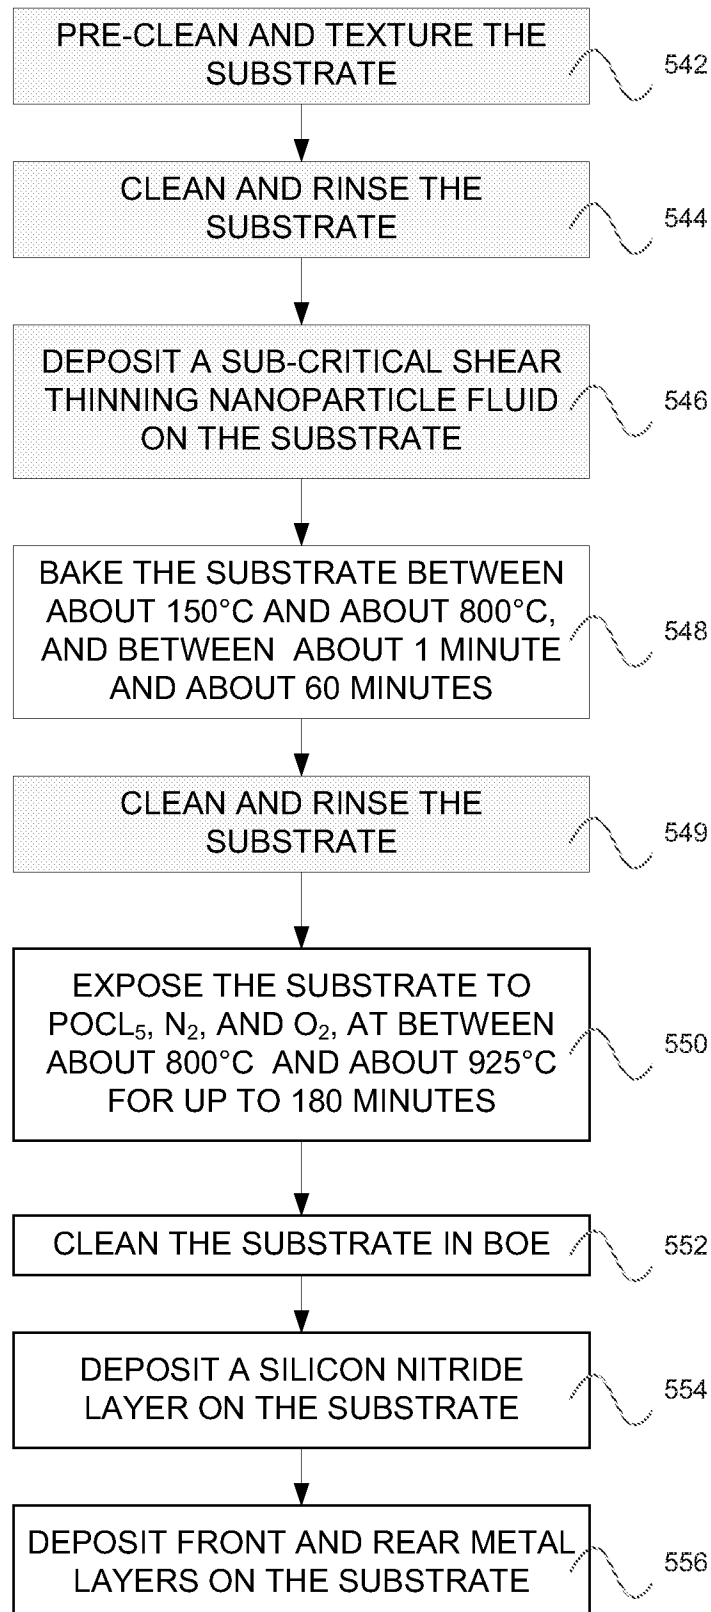 PRE-CLEAN AND TEXTURE THE
SUBSTRATE
542
CLEAN AND RINSE THE
SUBSTRATE
544
DEPOSIT A SUB-CRITICAL SHEAR
THINNING NANOPARTICLE FLUID
ON THE SUBSTRATE
546
BAKE THE SUBSTRATE BETWEEN
ABOUT 150°C AND ABOUT 800°C,
AND BETWEEN ABOUT 1 MINUTE
AND ABOUT 60 MINUTES
548
CLEAN AND RINSE THE
SUBSTRATE
549
EXPOSE THE SUBSTRATE TO
POCL₅, N₂, AND O₂, AT BETWEEN
ABOUT 800°C AND ABOUT 925°C
FOR UP TO 180 MINUTES
550
CLEAN THE SUBSTRATE IN BOE
552
DEPOSIT A SILICON NITRIDE
LAYER ON THE SUBSTRATE
554
DEPOSIT FRONT AND REAR METAL
LAYERS ON THE SUBSTRATE
556